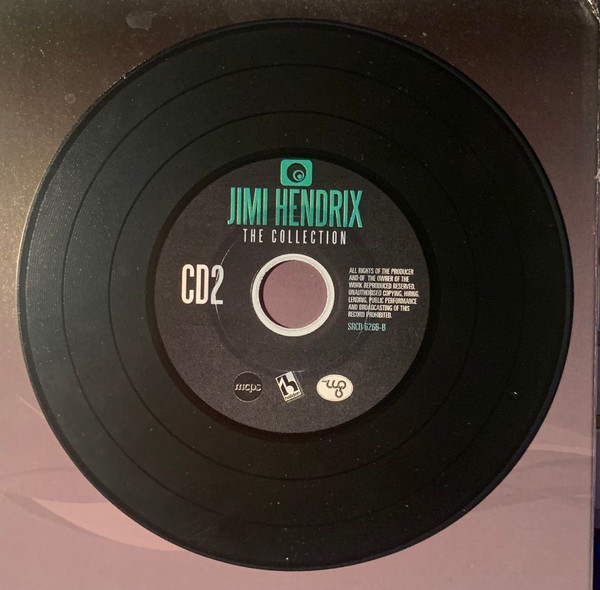 JIMI HENDRIX
THE COLLECTION
CD2
ALL RIGHTS OF THE PRODUCER
AND OF THE OWNER OF THE
WORK REPRODUCED RESERVED.
UNAUTHORISED COPYING, HIRING,
LENDING, PUBLIC PERFORMANCE
AND BROADCASTING OF THIS
RECORD PROHIBITED.
SRCD 6266-B
mcps